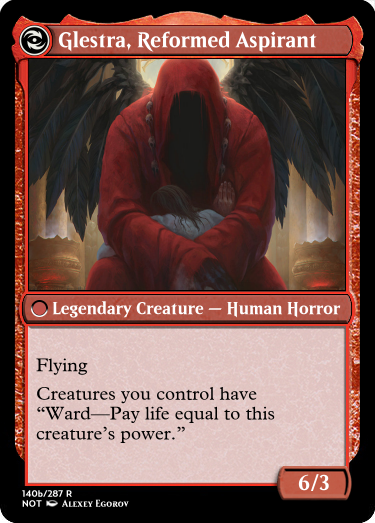 Glestra, Reformed Aspirant
Legendary Creature — Human Horror
Flying
Creatures you control have
“Ward—Pay life equal to this
creature’s power.”
6/3
140b/287 R
NOT Alexey Egorov